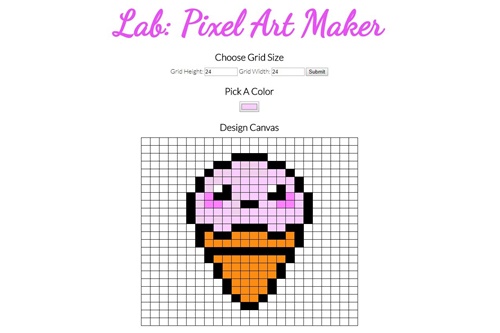 Lab: Pixel Art Maker
Choose Grid Size
Grid Height: 24 Grid Width: 24 Submit
Pick A Color
Design Canvas